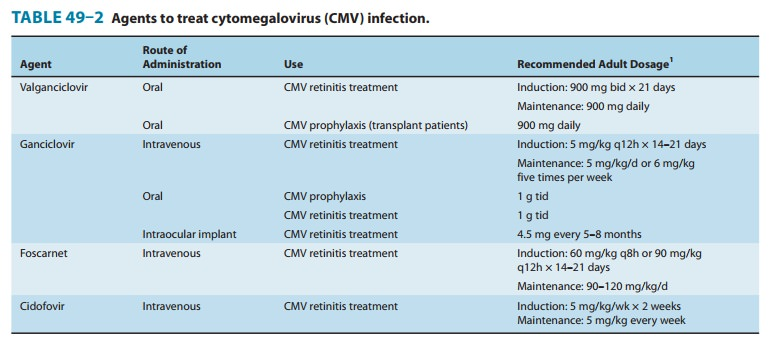 TABLE 49–2 Agents to treat cytomegalovirus (CMV) infection.
Agent Route of Administration Use Recommended Adult Dosage1
Valganciclovir Oral CMV retinitis treatment Induction: 900 mg bid × 21 days
Maintenance: 900 mg daily
Oral CMV prophylaxis (transplant patients) 900 mg daily
Ganciclovir Intravenous CMV retinitis treatment Induction: 5 mg/kg q12h × 14–21 days
Maintenance: 5 mg/kg/d or 6 mg/kg
five times per week
Oral CMV prophylaxis 1 g tid
CMV retinitis treatment 1 g tid
Intraocular implant CMV retinitis treatment 4.5 mg every 5–8 months
Foscarnet Intravenous CMV retinitis treatment Induction: 60 mg/kg q8h or 90 mg/kg
q12h × 14–21 days
Maintenance: 90–120 mg/kg/d
Cidofovir Intravenous CMV retinitis treatment Induction: 5 mg/kg/wk × 2 weeks
Maintenance: 5 mg/kg every week